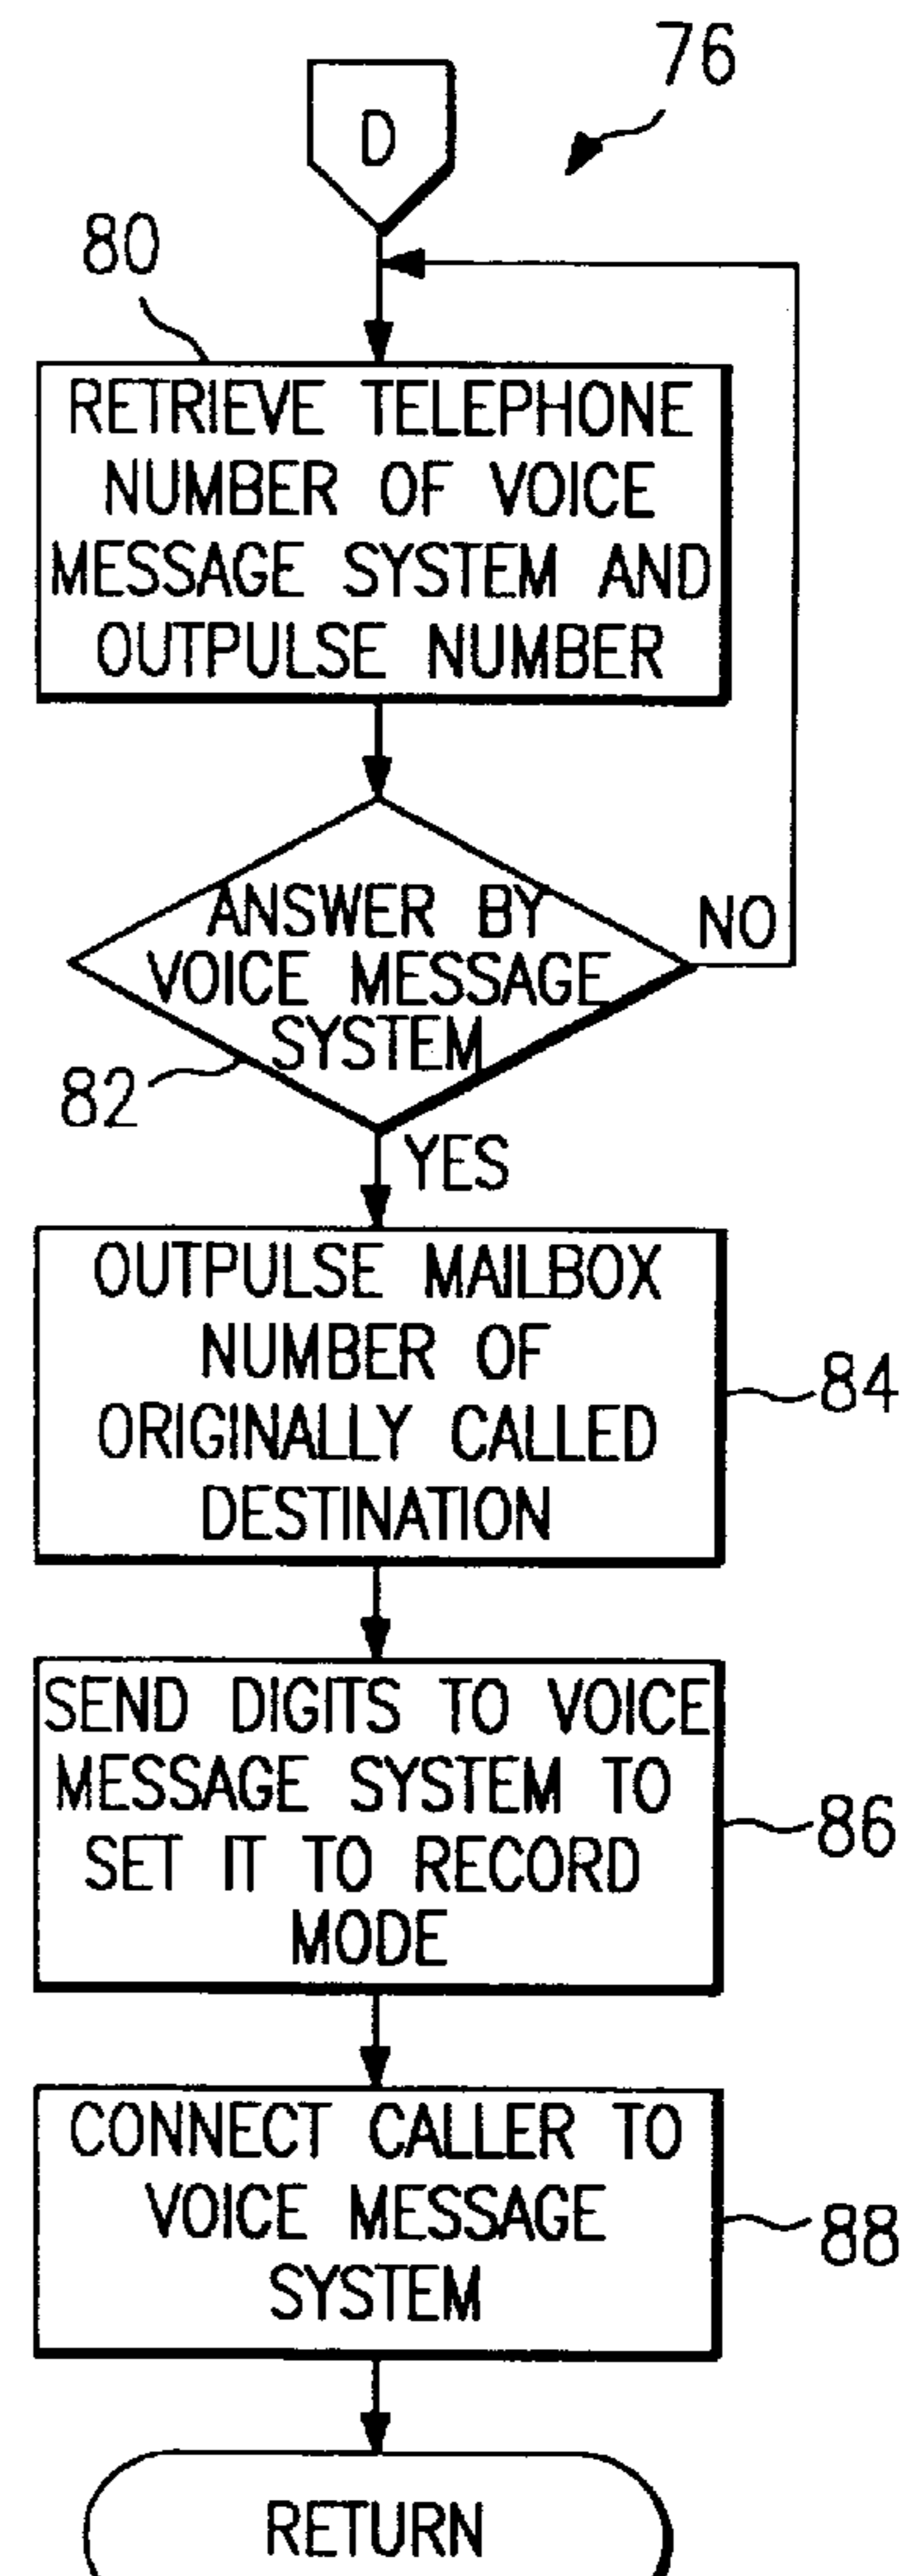 76
D
80
RETRIEVE TELEPHONE
NUMBER OF VOICE
MESSAGE SYSTEM AND
OUTPULSE NUMBER
ANSWER BY
VOICE MESSAGE
SYSTEM
NO
82
YES
OUTPULSE MAILBOX
NUMBER OF
ORIGINALLY CALLED
DESTINATION
84
SEND DIGITS TO VOICE
MESSAGE SYSTEM TO
SET IT TO RECORD
MODE
86
CONNECT CALLER TO
VOICE MESSAGE
SYSTEM
88
RETURN